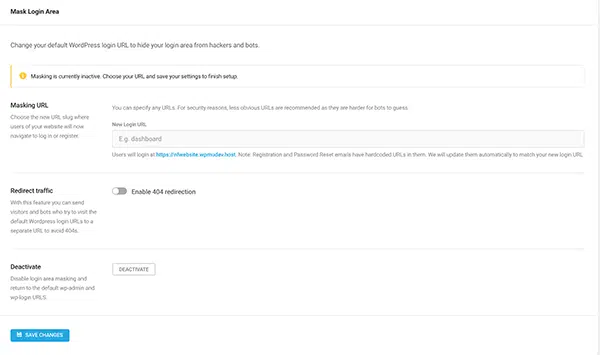 Mask Login Area
Change your default WordPress login URL to hide your login area from hackers and bots.
Masking is currently inactive. Choose your URL and save your settings to finish setup.
Masking URL
Choose the new URL slug where
users of your website will now
navigate to log in or register.
You can specify any URLs. For security reasons, less obvious URLs are recommended as they are harder for bots to guess.
New Login URL
E.g. dashboard
Users will login at https://nfwebsite.wpmudev.host. Note: Registration and Password Reset emails have hardcoded URLs in them. We will update them automatically to match your new login URL
Redirect traffic
With this feature you can send
visitors and bots who try to visit the
default Wordpress login URLs to a
separate URL to avoid 404s.
Enable 404 redirection
Deactivate
Disable login area masking and
return to the default wp-admin and
wp-login URLS.
DEACTIVATE
SAVE CHANGES